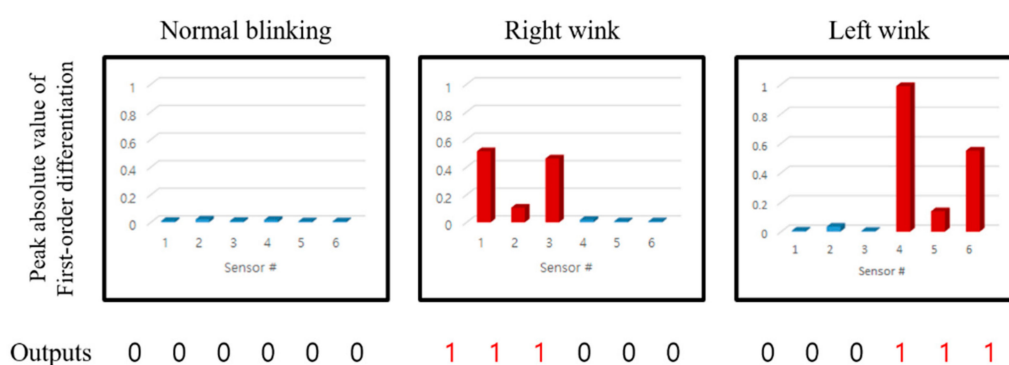 Normal blinking
Right wink
Left wink
Peak absolute value of
First-order differentiation
1
0.8
0.6
0.4
0.2
0
1 2 3 4 5 6
Sensor #
1
0.8
0.6
0.4
0.2
0
1 2 3 4 5 6
Sensor #
1
0.8
0.6
0.4
0.2
0
1 2 3 4 5 6
Sensor #
Outputs 0 0 0 0 0 0 1 1 1 0 0 0 0 0 0 1 1 1